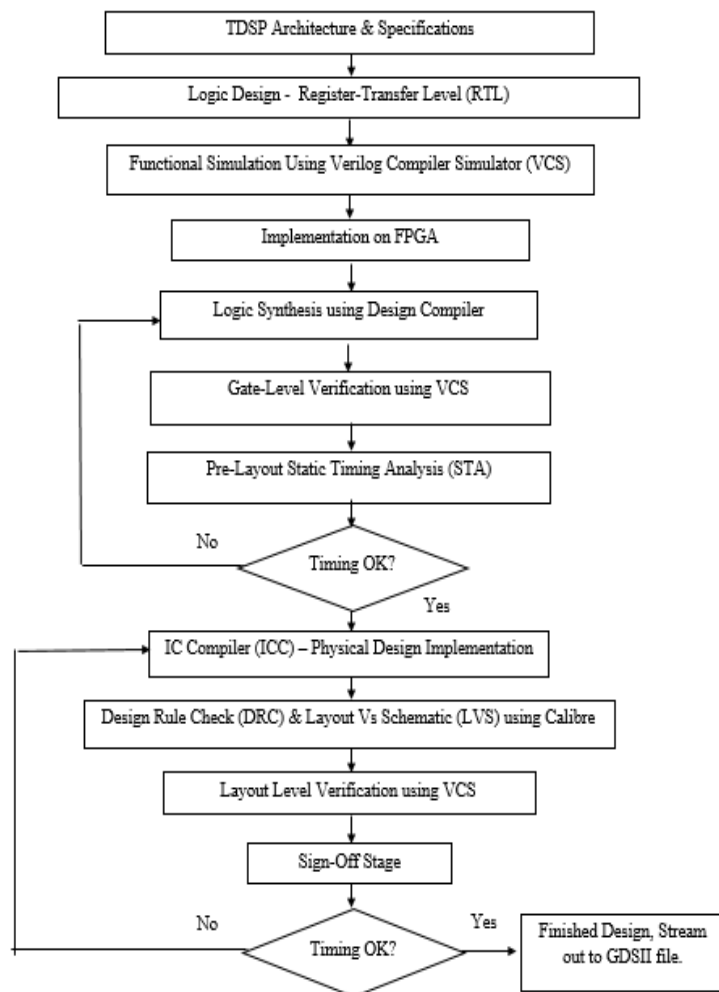 TDSP Architecture & Specifications
Logic Design - Register-Transfer Level (RTL)
Functional Simulation Using Verilog Compiler Simulator (VCS)
Implementation on FPGA
Logic Synthesis using Design Compiler
Gate-Level Verification using VCS
Pre-Layout Static Timing Analysis (STA)
No
Timing OK?
Yes
IC Compiler (ICC) – Physical Design Implementation
Design Rule Check (DRC) & Layout Vs Schematic (LVS) using Calibre
Layout Level Verification using VCS
Sign-Off Stage
No
Timing OK?
Yes
Finished Design, Stream
out to GDSII file.